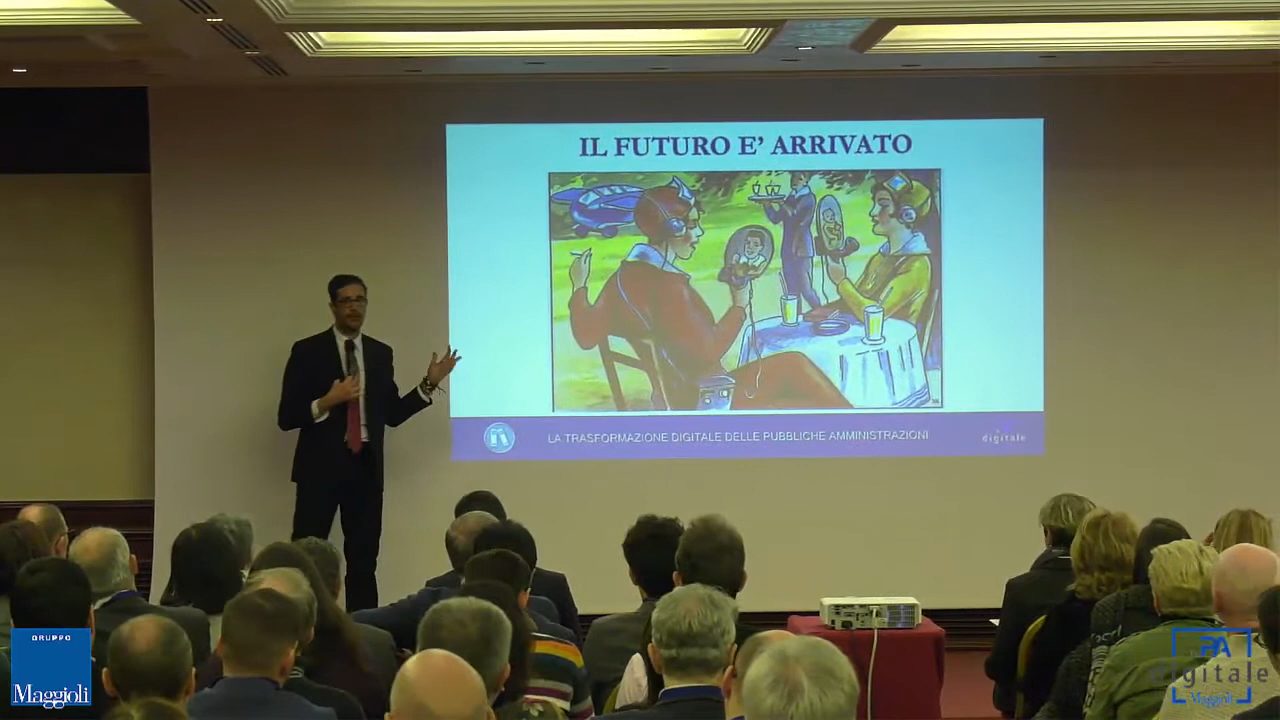 IL FUTURO E' ARRIVATO
LA TRASFORMAZIONE DIGITALE DELLE PUBBLICHE AMMINISTRAZIONI
digitale
GRUPPO
Maggioli
PA
digitale
Maggioli